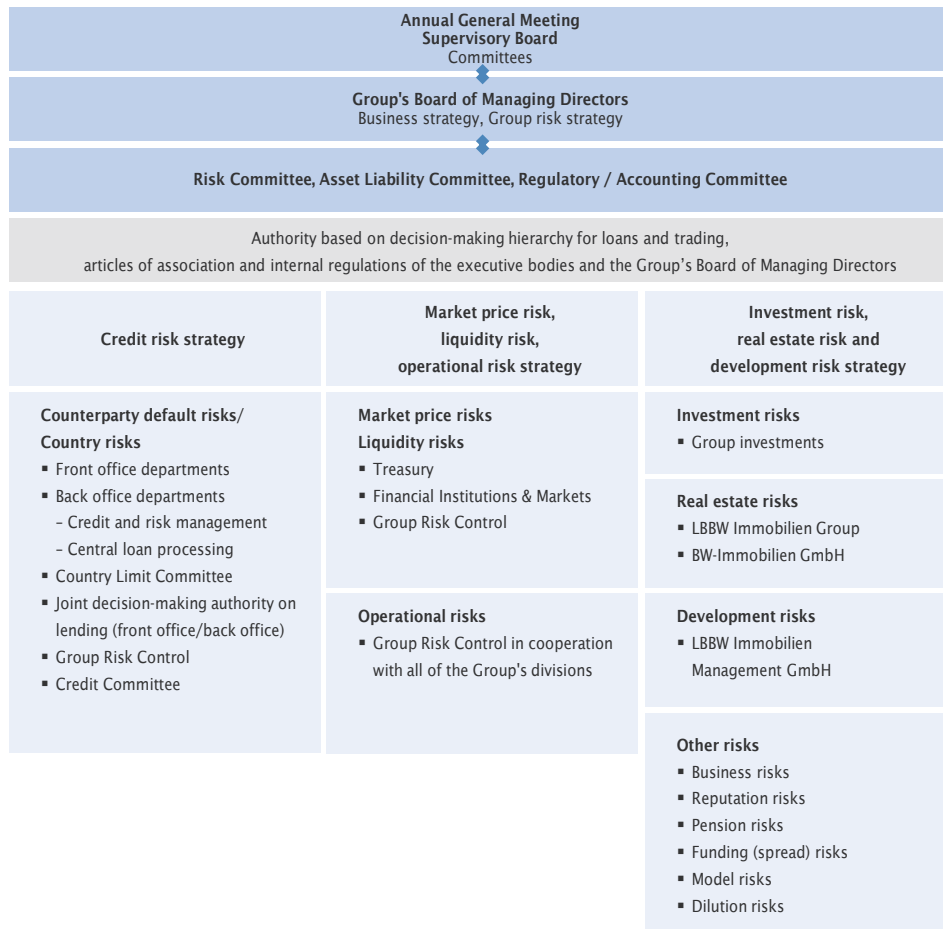 Annual General Meeting
Supervisory Board
Committees
Group's Board of Managing Directors
Business strategy, Group risk strategy
Risk Committee, Asset Liability Committee, Regulatory / Accounting Committee
Authority based on decision-making hierarchy for loans and trading,
articles of association and internal regulations of the executive bodies and the Group’s Board of Managing Directors
Credit risk strategy
Market price risk,
liquidity risk,
operational risk strategy
Investment risk,
real estate risk and
development risk strategy
Counterparty default risks/
Country risks
▪ Front office departments
▪ Back office departments
– Credit and risk management
– Central loan processing
▪ Country Limit Committee
▪ Joint decision-making authority on
lending (front office/back office)
▪ Group Risk Control
▪ Credit Committee
Market price risks
Liquidity risks
▪ Treasury
▪ Financial Institutions & Markets
▪ Group Risk Control
Operational risks
▪ Group Risk Control in cooperation
with all of the Group's divisions
Investment risks
▪ Group investments
Real estate risks
▪ LBBW Immobilien Group
▪ BW-Immobilien GmbH
Development risks
▪ LBBW Immobilien
Management GmbH
Other risks
▪ Business risks
▪ Reputation risks
▪ Pension risks
▪ Funding (spread) risks
▪ Model risks
▪ Dilution risks